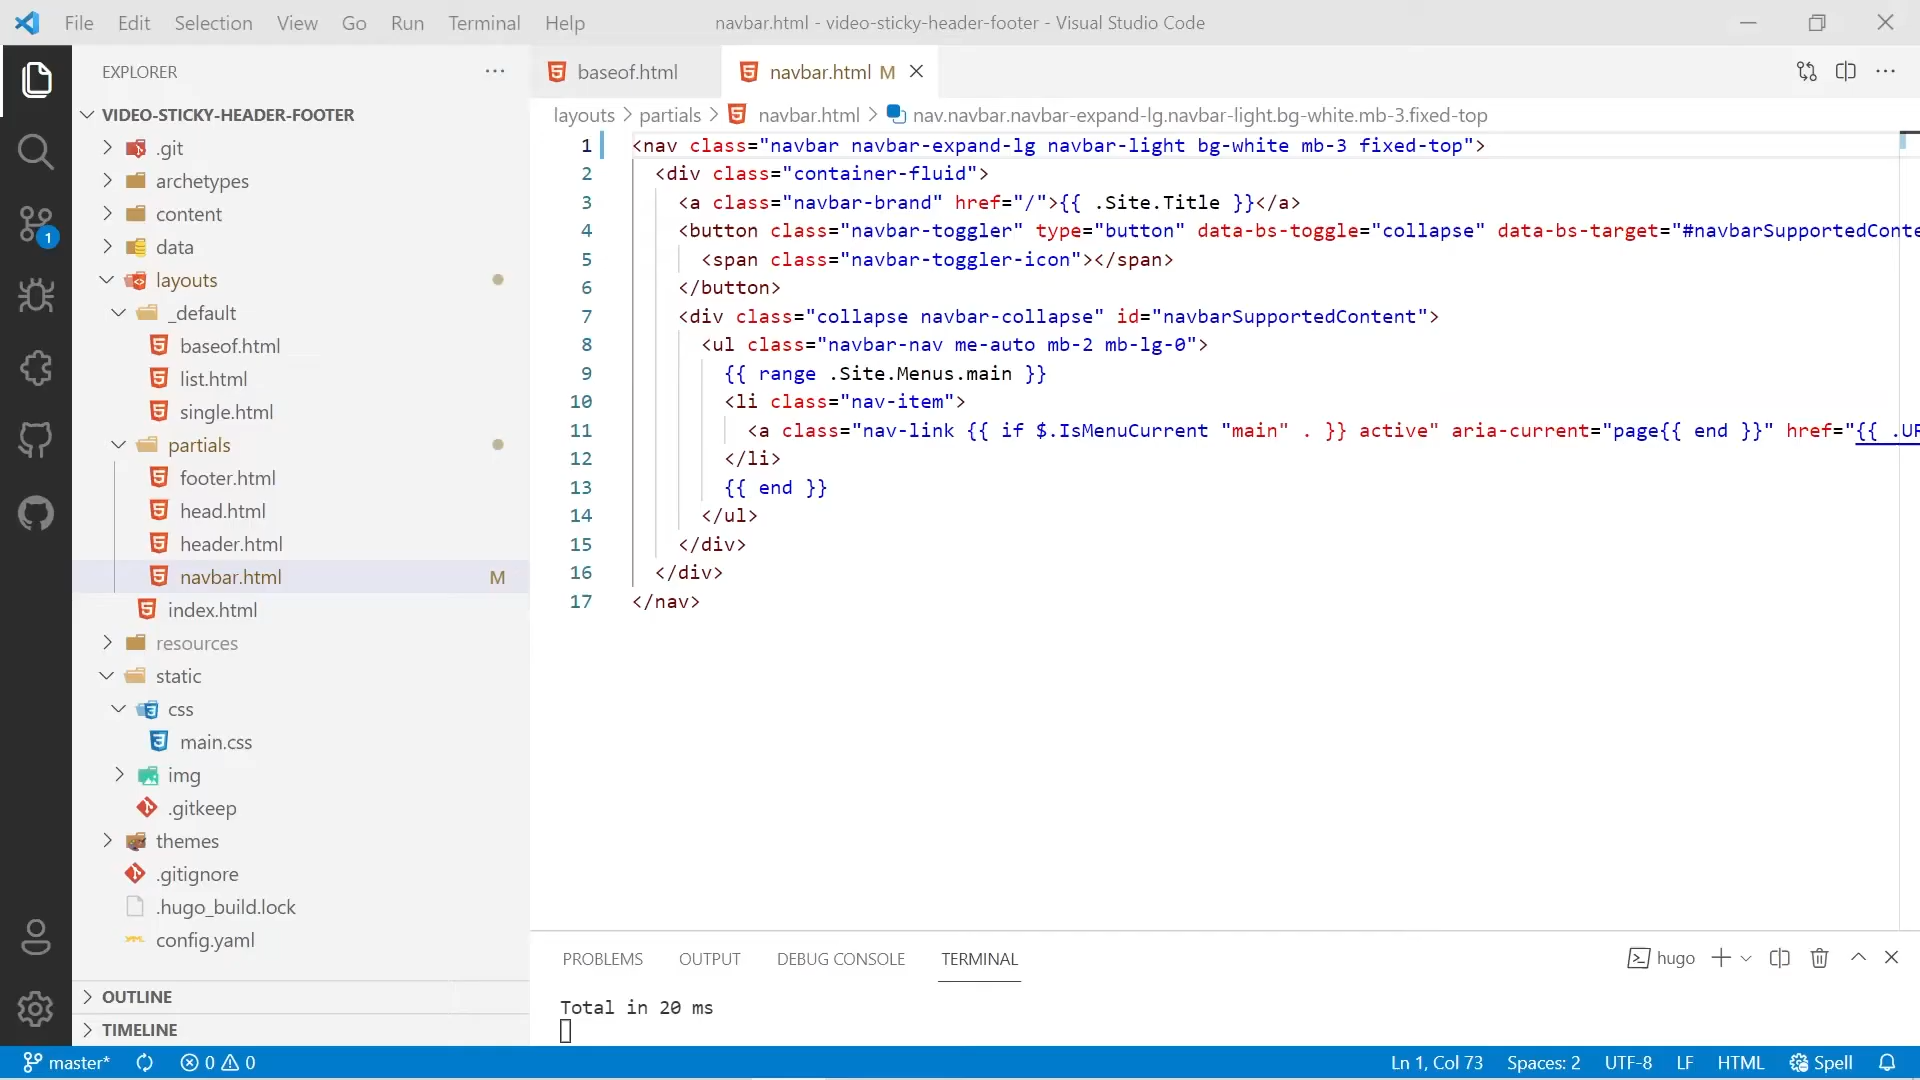 File Edit Selection View Go Run Terminal Help navbar.html - video-sticky-header-footer - Visual Studio Code
EXPLORER
VIDEO-STICKY-HEADER-FOOTER
.git
archetypes
content
data
layouts
_default
baseof.html
list.html
single.html
partials
footer.html
head.html
header.html
navbar.html M
index.html
resources
static
css
main.css
img
.gitkeep
themes
.gitignore
.hugo_build.lock
config.yaml
OUTLINE
TIMELINE
1
baseof.html navbar.html M
layouts > partials > navbar.html > nav.navbar.navbar-expand-lg.navbar-light.bg-white.mb-3.fixed-top
1 <nav class="navbar navbar-expand-lg navbar-light bg-white mb-3 fixed-top">
2 <div class="container-fluid">
3 <a class="navbar-brand" href="/">{{ .Site.Title }}</a>
4 <button class="navbar-toggler" type="button" data-bs-toggle="collapse" data-bs-target="#navbarSupportedConte
5 <span class="navbar-toggler-icon"></span>
6 </button>
7 <div class="collapse navbar-collapse" id="navbarSupportedContent">
8 <ul class="navbar-nav me-auto mb-2 mb-lg-0">
9 {{ range .Site.Menus.main }}
10 <li class="nav-item">
11 <a class="nav-link {{ if $.IsMenuCurrent "main" . }} active" aria-current="page{{ end }}" href="{{ .UR
12 </li>
13 {{ end }}
14 </ul>
15 </div>
16 </div>
17 </nav>
PROBLEMS OUTPUT DEBUG CONSOLE TERMINAL hugo
Total in 20 ms
master* 0 0 Ln 1, Col 73 Spaces: 2 UTF-8 LF HTML Spell